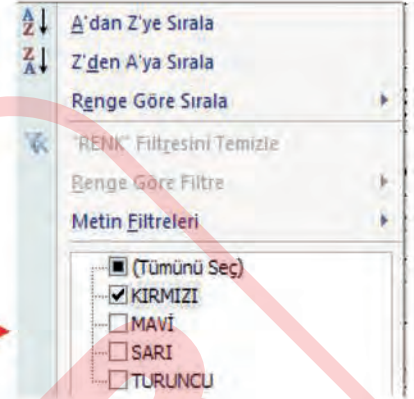 A'dan Z'ye Sırala
Z'den A'ya Sırala
Renge Göre Sırala
"RENK" Filtresini Temizle
Renge Göre Filtre
Metin Filtreleri
(Tümünü Seç)
KIRMIZI
MAVİ
SARI
TURUNCU